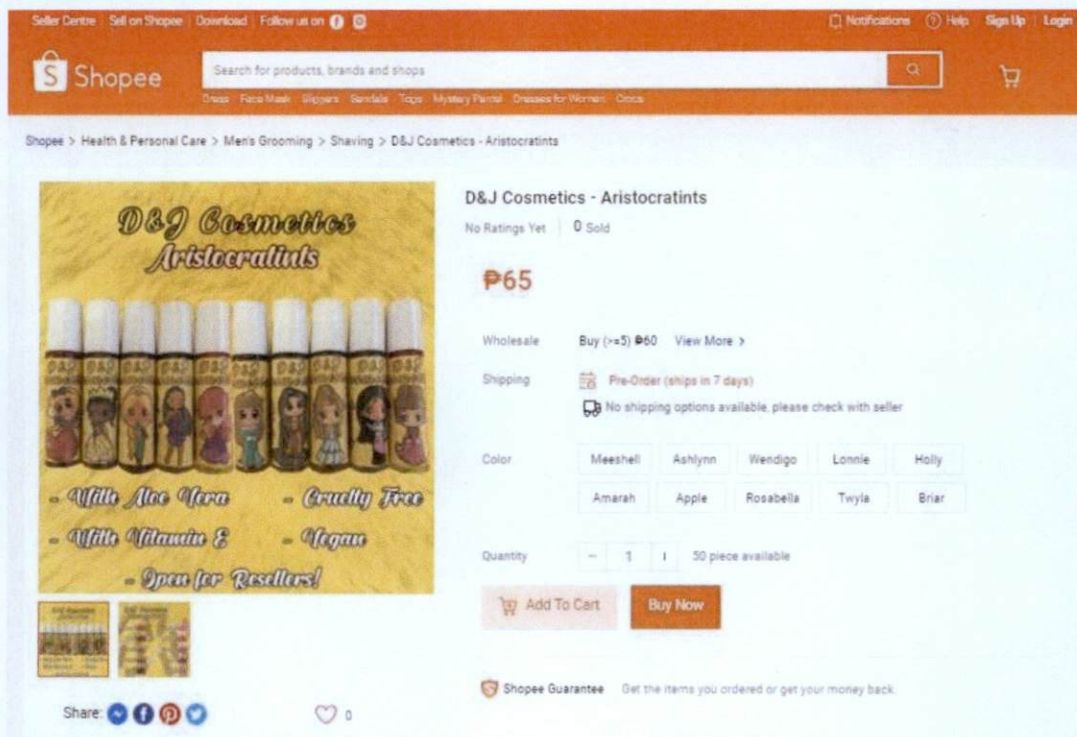 Seller Centre Sell on Shopee Download Follow us on
Notifications Help Sign Up Login
Shopee
Search for products, brands and shops
Dress Face Mask Slippers Sandals Tops Mystery Parcel Dresses for Women Crocs
Shopee > Health & Personal Care > Men's Grooming > Shaving > D&J Cosmetics - Aristocratints
D&J Cosmetics
Aristocratints
- With Aloe Vera
- Cruelty Free
- With Vitamin E
- Vegan
- Open for Resellers!
Share:
0
D&J Cosmetics - Aristocratints
No Ratings Yet 0 Sold
₱65
Wholesale Buy (>=5) ₱60 View More >
Shipping Pre-Order (ships in 7 days)
No shipping options available, please check with seller
Color Meeshell Ashlynn Wendigo Lonnie Holly
Amarah Apple Rosabella Twyla Briar
Quantity - 1 50 piece available
Add To Cart Buy Now
Shopee Guarantee Get the items you ordered or get your money back.